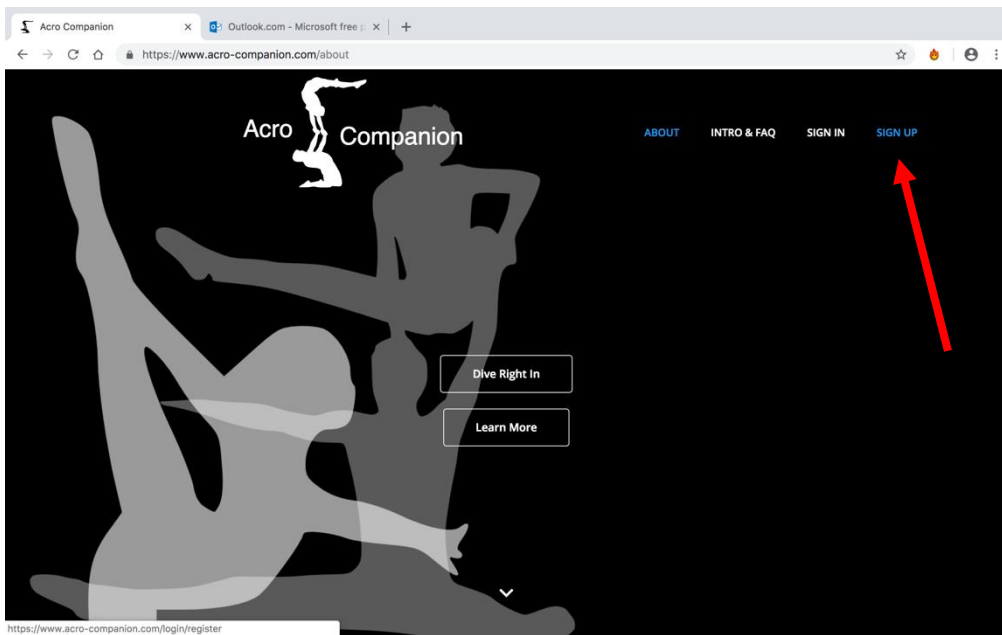 Acro Companion
Outlook.com - Microsoft free p
https://www.acro-companion.com/about
Acro Companion
ABOUT INTRO & FAQ SIGN IN SIGN UP
Dive Right In
Learn More
https://www.acro-companion.com/login/register